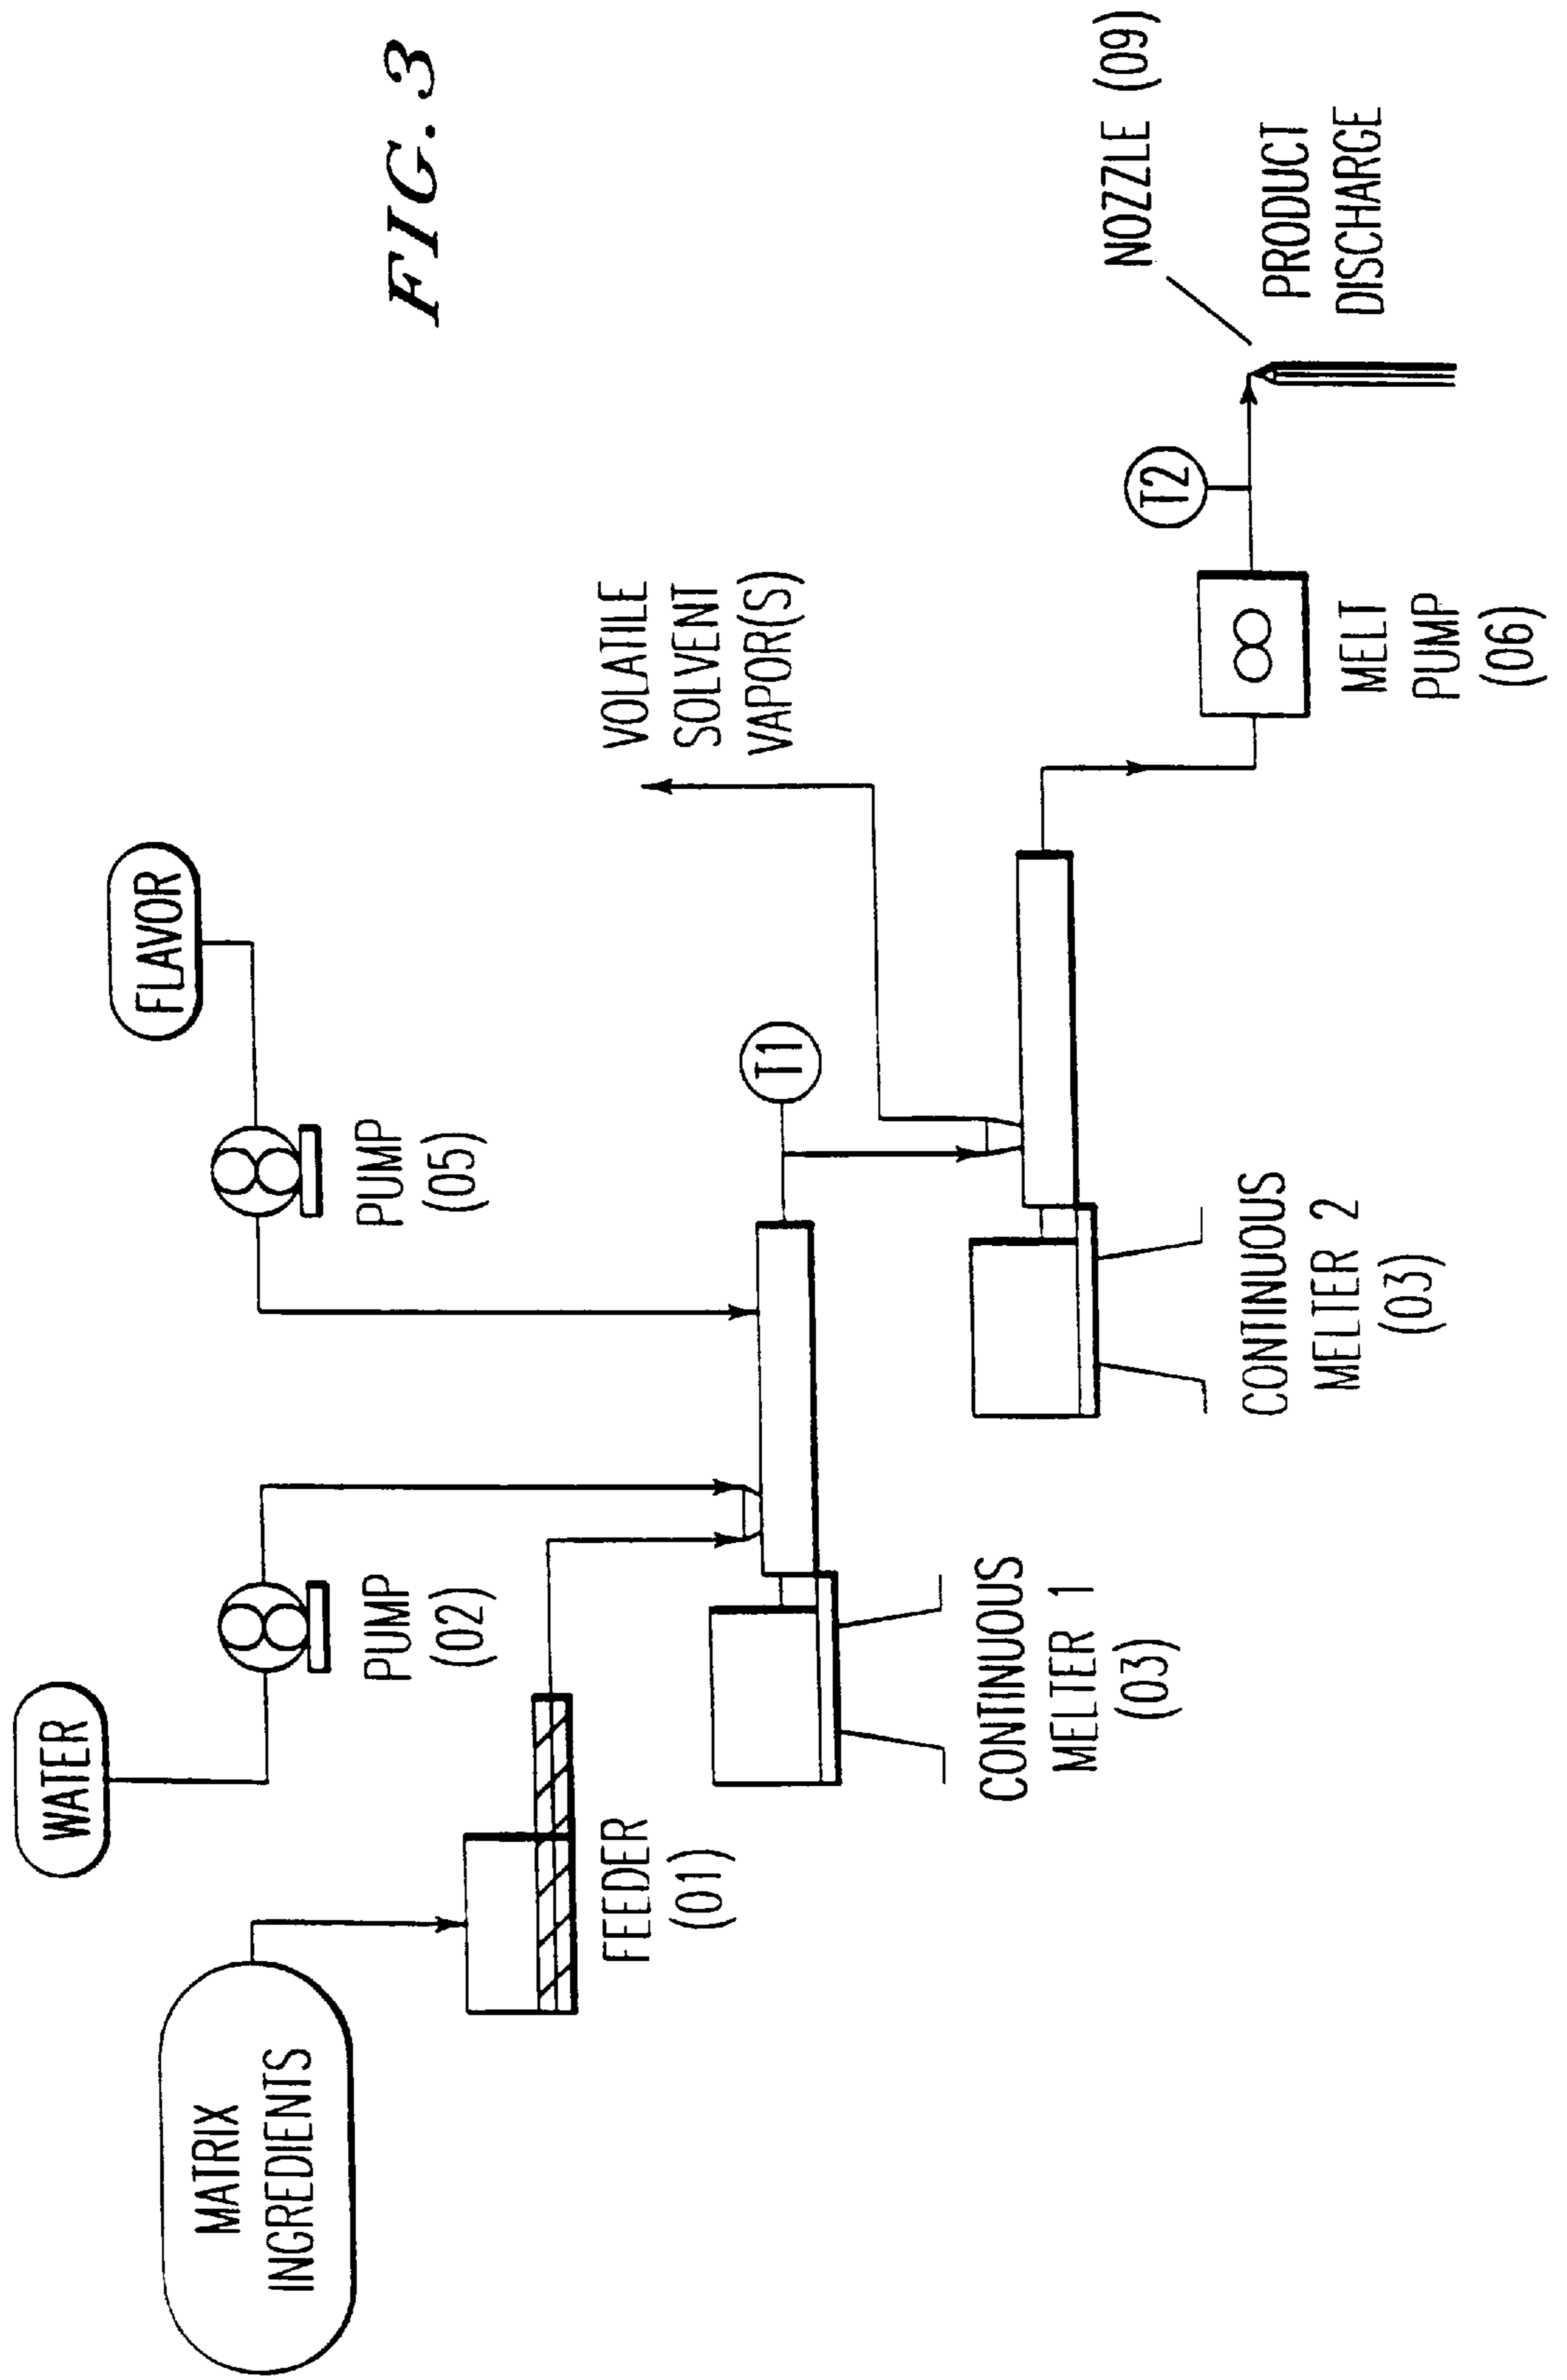 FIG. 3
WATER
FLAVOR
MATRIX
INGREDIENTS
PUMP
(02)
PUMP
(05)
FEEDER
(01)
VOLATILE
SOLVENT
VAPOR(S)
T1
CONTINUOUS
MELTER 1
(03)
CONTINUOUS
MELTER 2
(03)
T2
MELT
PUMP
(06)
NOZZLE (09)
PRODUCT
DISCHARGE